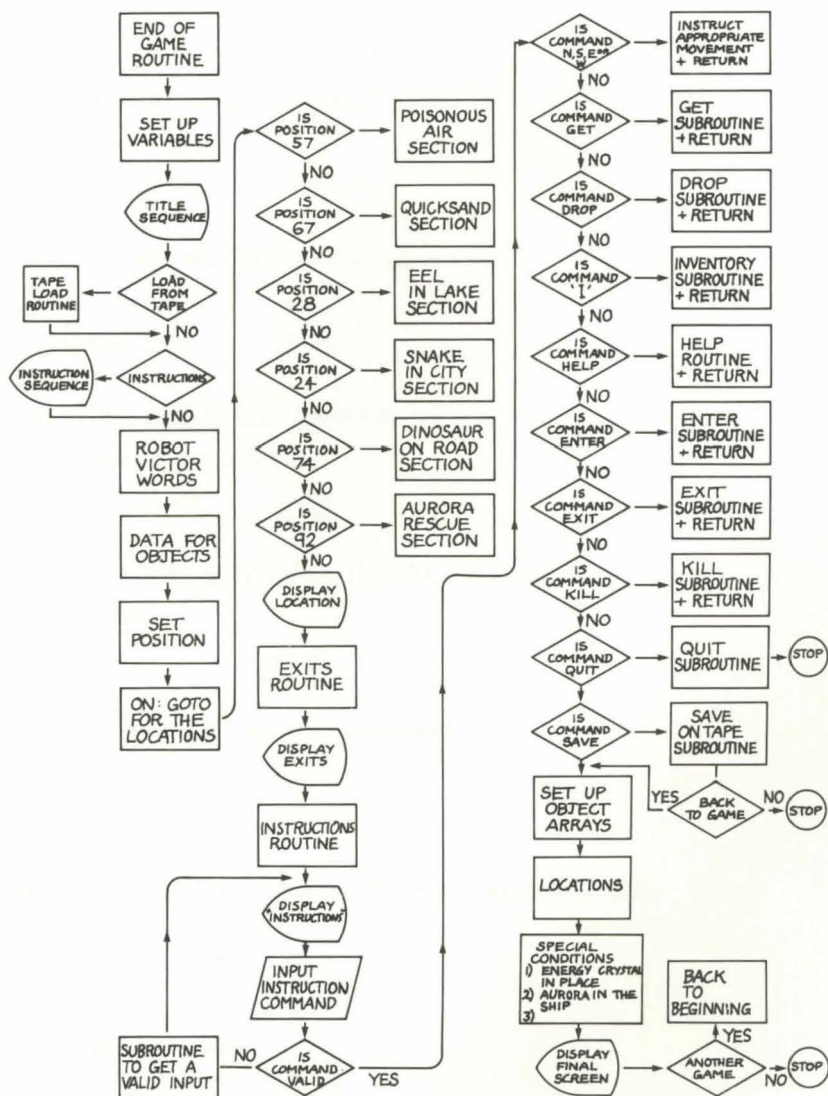 END OF
GAME
ROUTINE
SET UP
VARIABLES
TITLE
SEQUENCE
TAPE
LOAD
ROUTINE
LOAD
FROM
TAPE
NO
INSTRUCTION
SEQUENCE
INSTRUCTIONS
NO
ROBOT
VICTOR
WORDS
DATA FOR
OBJECTS
SET
POSITION
ON: GOTO
FOR THE
LOCATIONS
IS
POSITION
57
POISONOUS
AIR
SECTION
NO
IS
POSITION
67
QUICKSAND
SECTION
NO
IS
POSITION
28
EEL
IN LAKE
SECTION
NO
IS
POSITION
24
SNAKE
IN CITY
SECTION
NO
IS
POSITION
74
DINOSAUR
ON ROAD
SECTION
NO
IS
POSITION
92
AURORA
RESCUE
SECTION
NO
DISPLAY
LOCATION
EXITS
ROUTINE
DISPLAY
EXITS
INSTRUCTIONS
ROUTINE
DISPLAY
"INSTRUCTIONS"
INPUT
INSTRUCTION
COMMAND
SUBROUTINE
TO GET A
VALID INPUT
NO
IS
COMMAND
VALID
YES
IS
COMMAND
N,S,E OR
W
INSTRUCT
APPROPRIATE
MOVEMENT
+ RETURN
NO
IS
COMMAND
GET
GET
SUBROUTINE
+RETURN
NO
IS
COMMAND
DROP
DROP
SUBROUTINE
+ RETURN
NO
IS
COMMAND
'I'
INVENTORY
SUBROUTINE
+ RETURN
NO
IS
COMMAND
HELP
HELP
ROUTINE
+ RETURN
NO
IS
COMMAND
ENTER
ENTER
SUBROUTINE
+ RETURN
NO
IS
COMMAND
EXIT
EXIT
SUBROUTINE
+ RETURN
NO
IS
COMMAND
KILL
KILL
SUBROUTINE
+ RETURN
NO
IS
COMMAND
QUIT
QUIT
SUBROUTINE
STOP
IS
COMMAND
SAVE
SAVE
ON TAPE
SUBROUTINE
YES
BACK
TO GAME
NO
STOP
SET UP
OBJECT
ARRAYS
LOCATIONS
SPECIAL
CONDITIONS
1) ENERGY CRYSTAL
IN PLACE
2) AURORA IN THE
SHIP
3)
BACK
TO
BEGINNING
YES
DISPLAY
FINAL
SCREEN
ANOTHER
GAME
NO
STOP